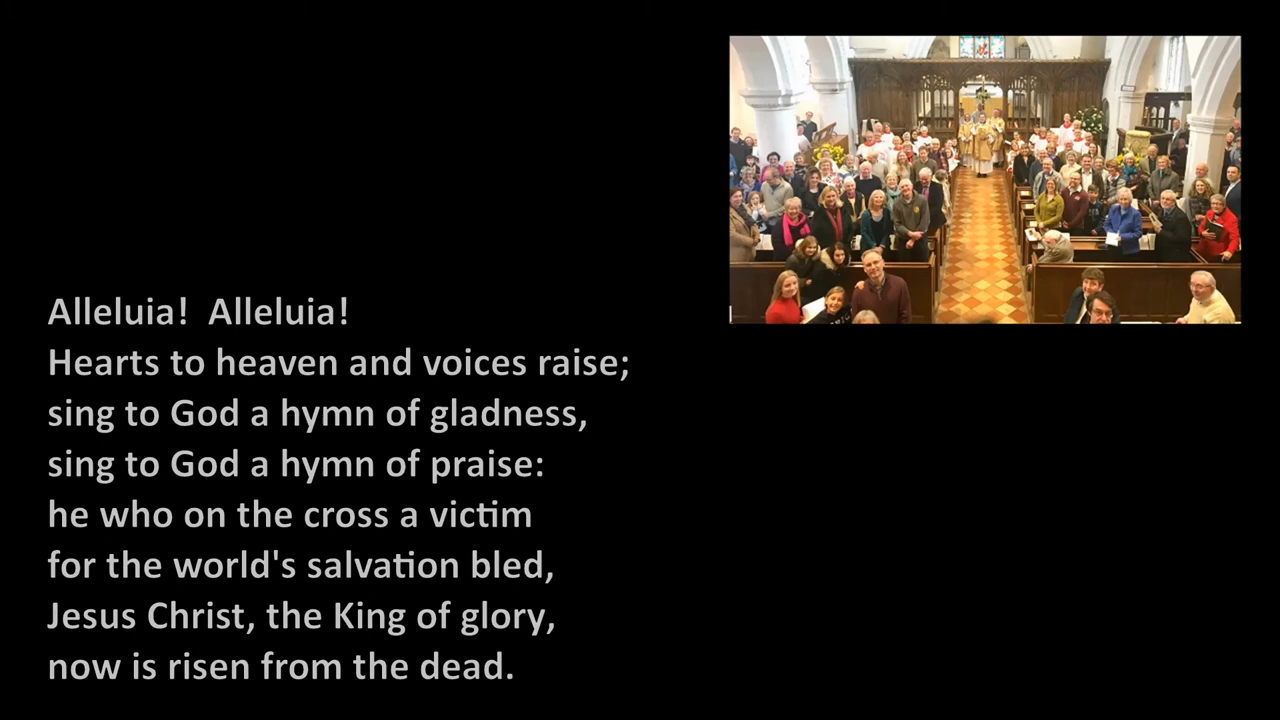 Alleluia!  Alleluia!
Hearts to heaven and voices raise;
sing to God a hymn of gladness,
sing to God a hymn of praise:
he who on the cross a victim
for the world's salvation bled,
Jesus Christ, the King of glory,
now is risen from the dead.